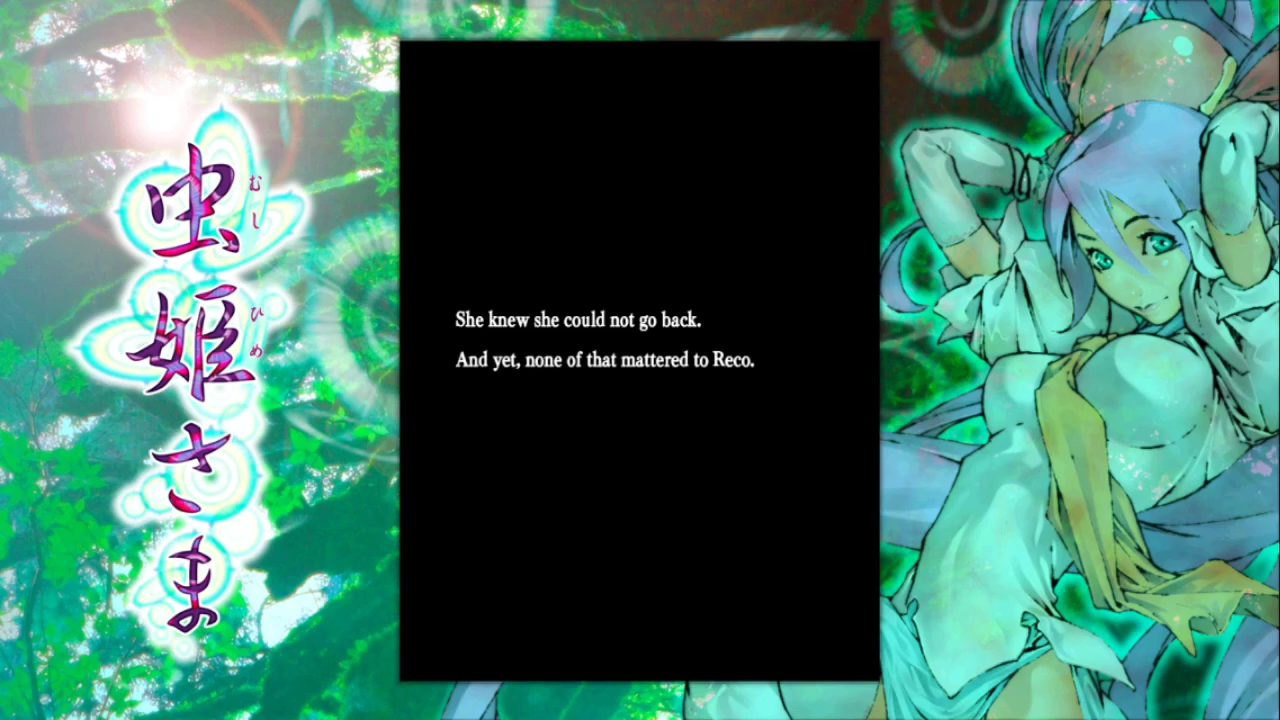 虫姫さま
むし
ひめ
She knew she could not go back.
And yet, none of that mattered to Reco.